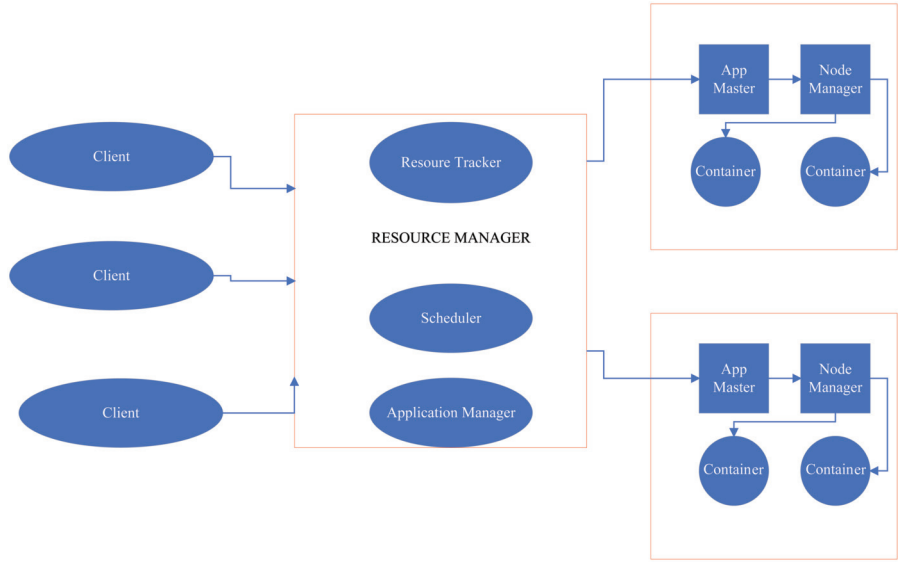 Client
Client
Client
Resoure Tracker
RESOURCE MANAGER
Scheduler
Application Manager
App
Master
Node
Manager
Container
Container
App
Master
Node
Manager
Container
Container